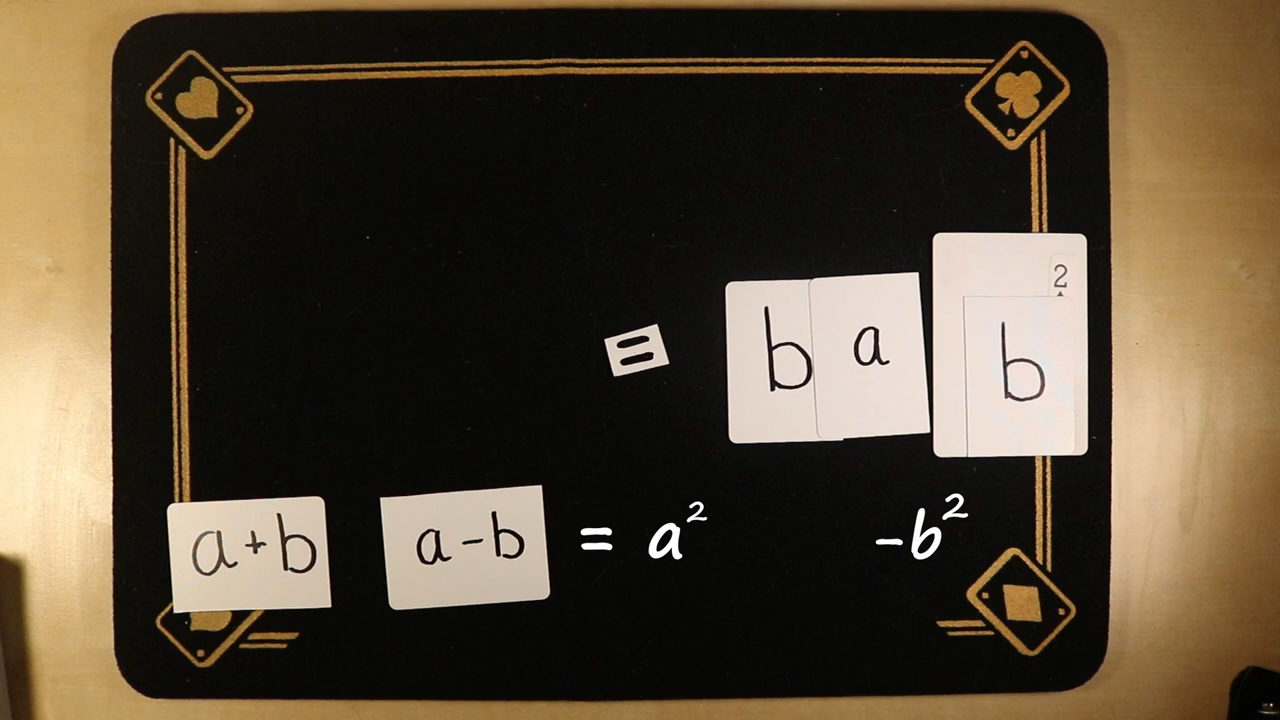 = b a 2 b
a+b a-b = a² -b²